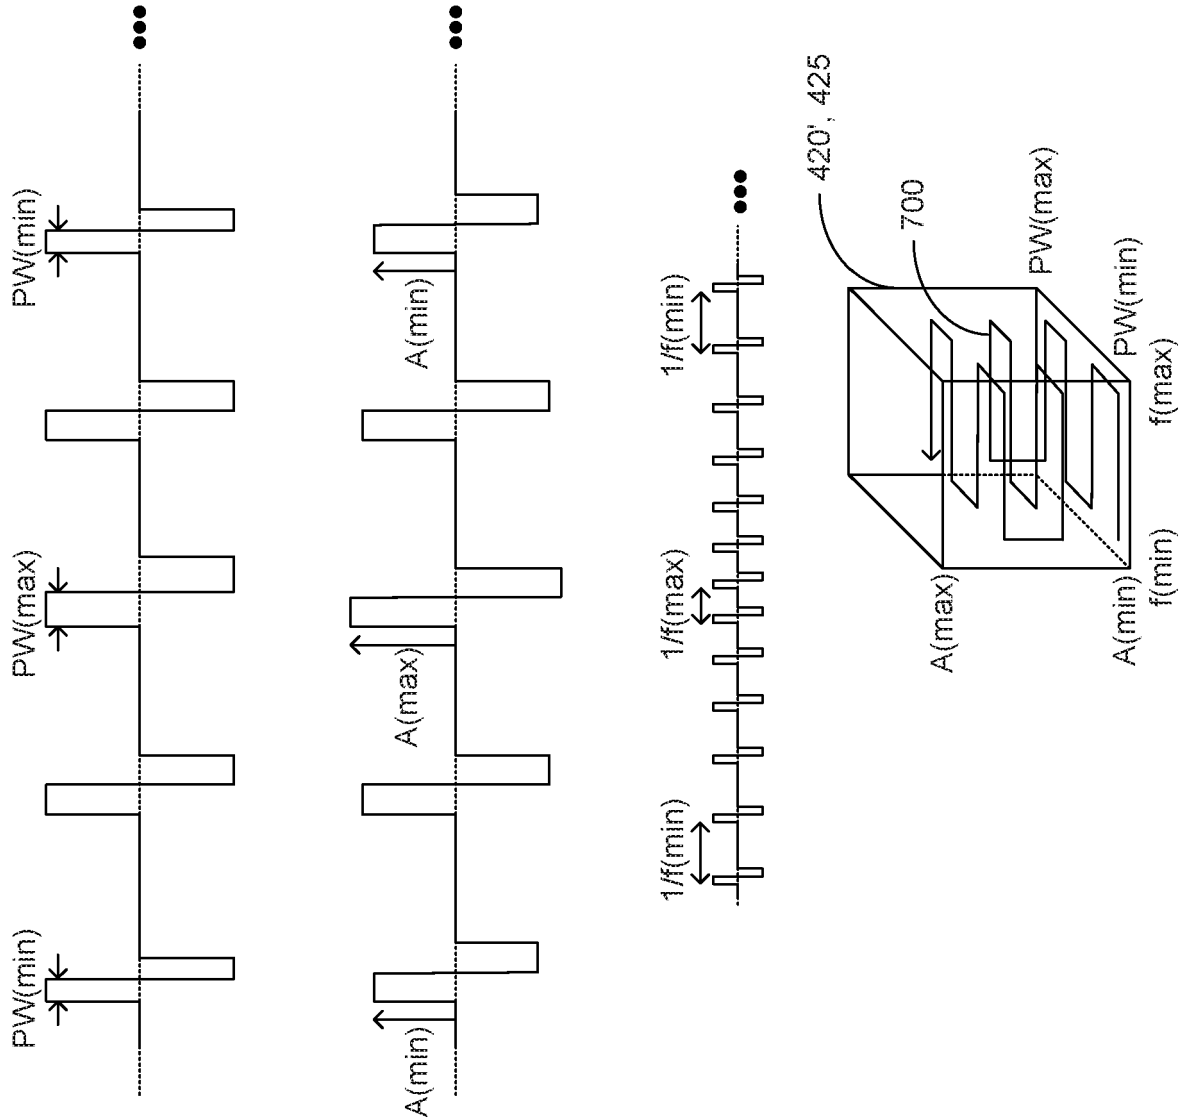 PW(min)
PW(max)
PW(min)
A(min)
A(max)
A(min)
1/f(min)
1/f(max)
1/f(min)
420', 425
700
A(max)
A(min)
f(min)
f(max)
PW(min)
PW(max)